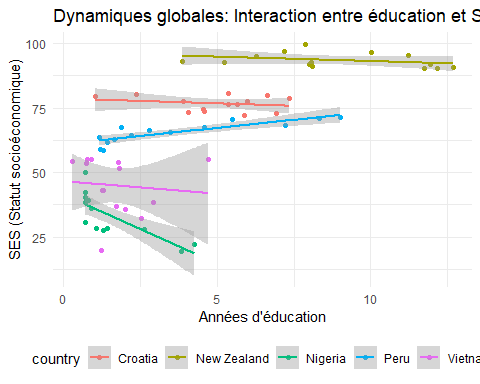 Dynamiques globales: Interaction entre éducation et S
100
75
50
25
SES (Statut socioéconomique)
0 5 10
Années d'éducation
country Croatia New Zealand Nigeria Peru Vietna